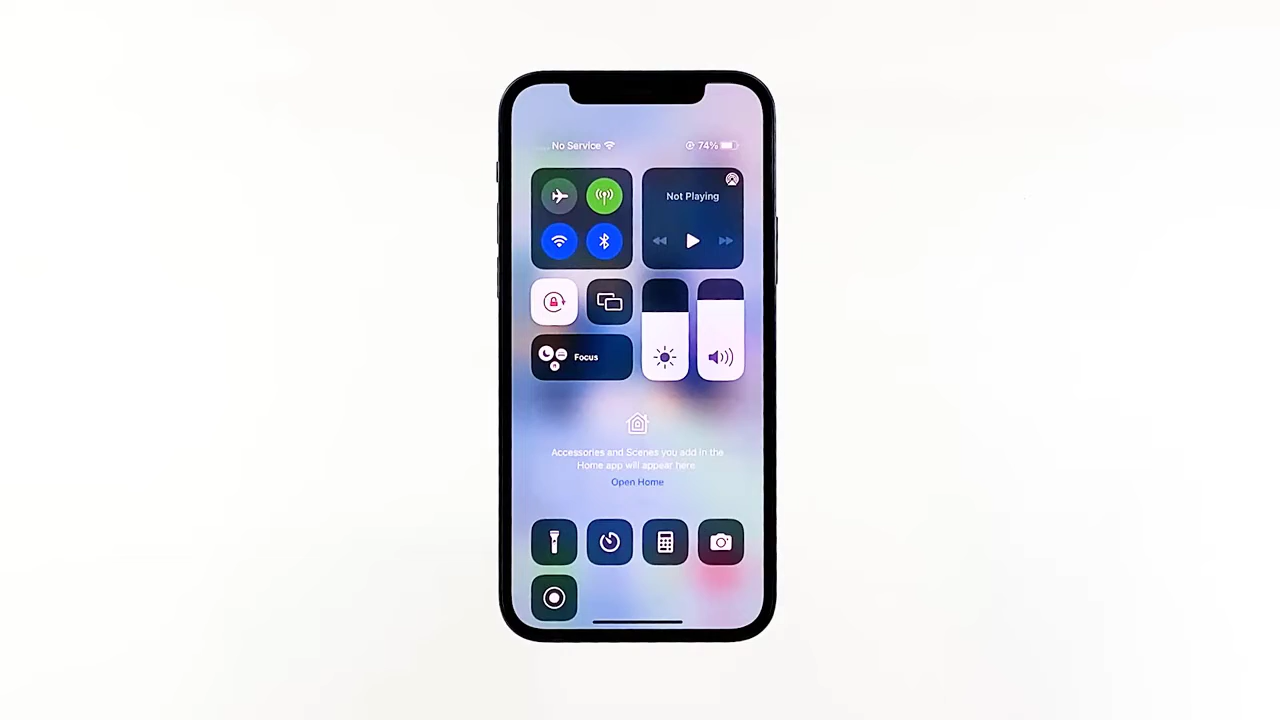 No Service
74%
Not Playing
Focus
Accessories and Scenes you add in the
Home app will appear here.
Open Home